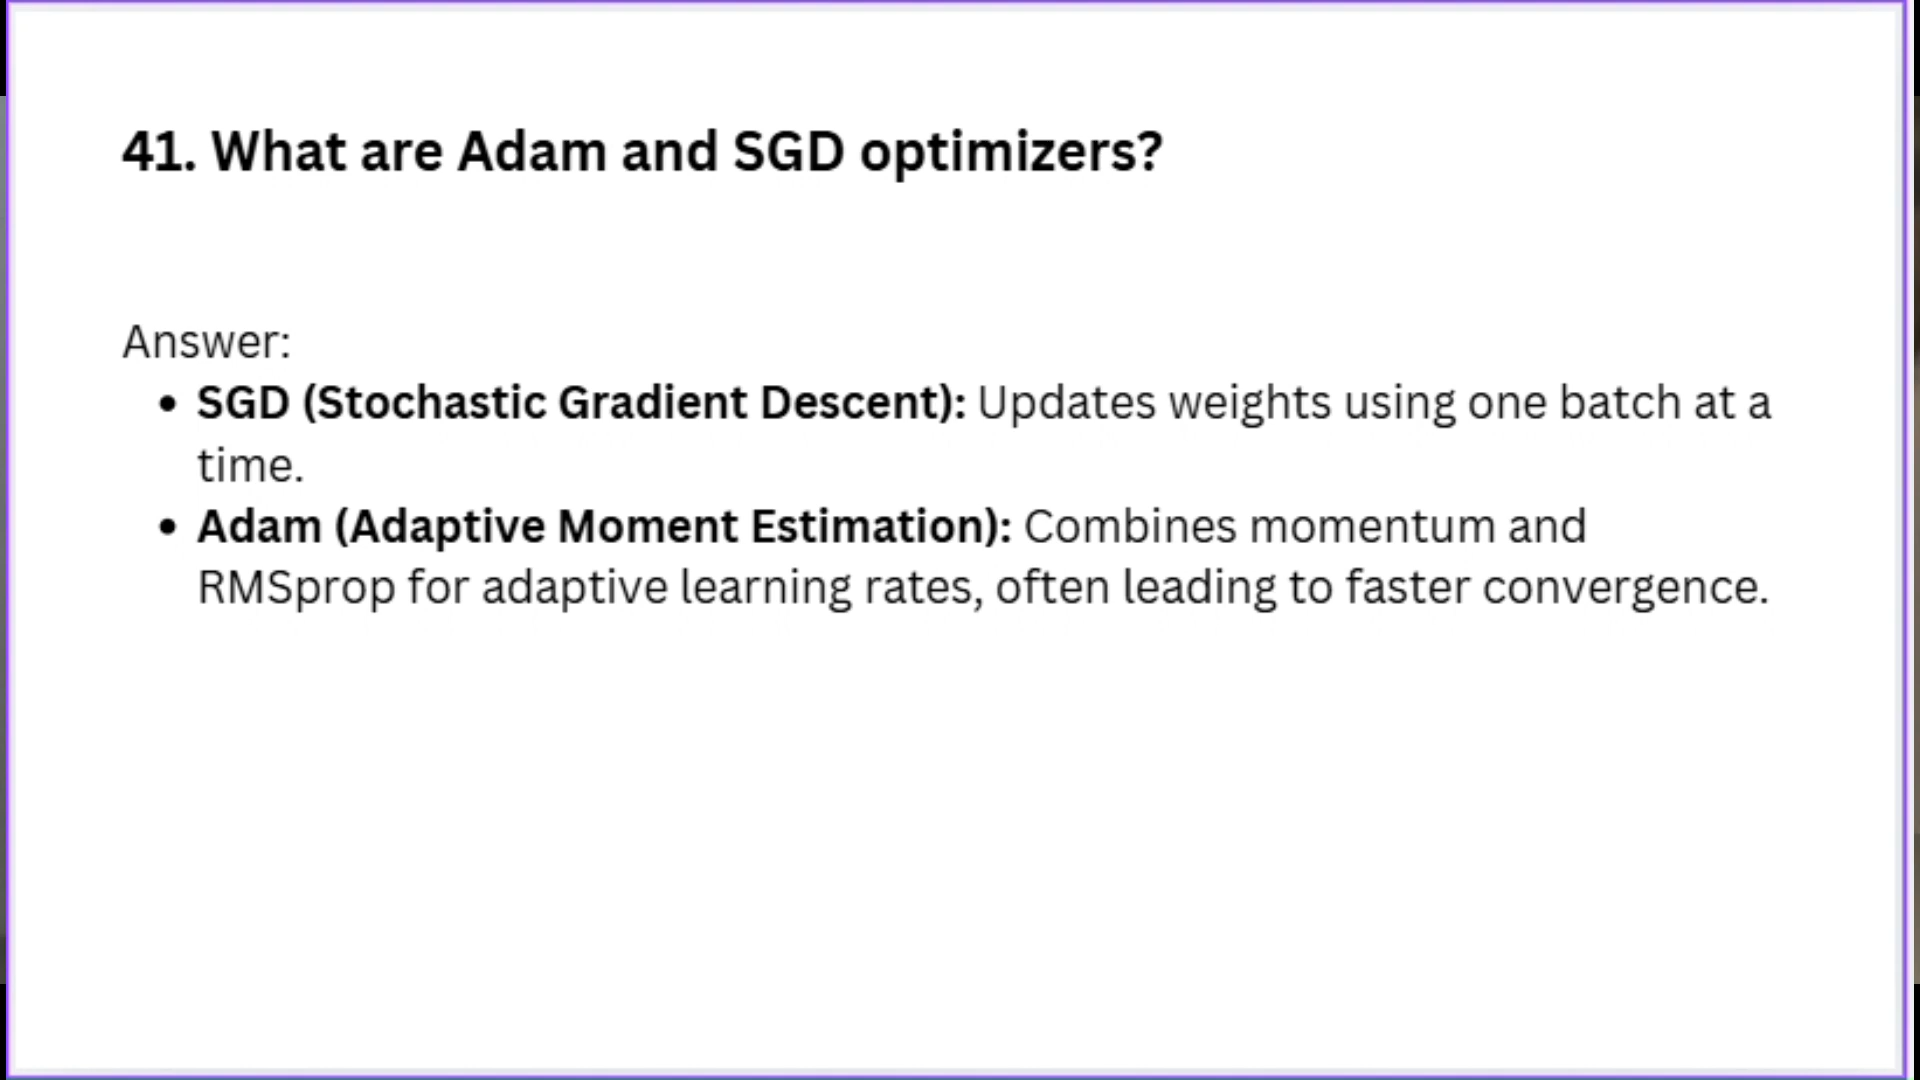 41. What are Adam and SGD optimizers?
Answer:
• SGD (Stochastic Gradient Descent): Updates weights using one batch at a
time.
• Adam (Adaptive Moment Estimation): Combines momentum and
RMSprop for adaptive learning rates, often leading to faster convergence.